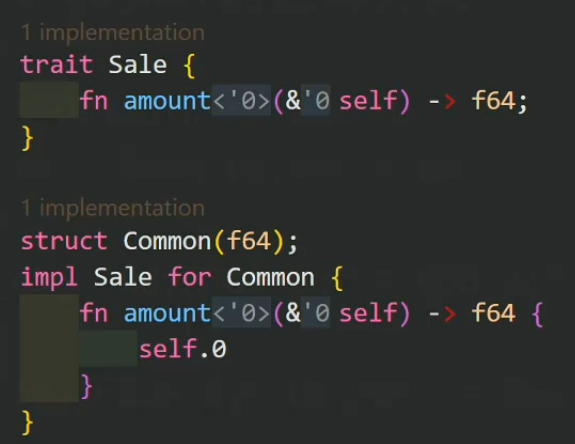 1 implementation
trait Sale {
    fn amount<'0>(&'0 self) -> f64;
}
1 implementation
struct Common(f64);
impl Sale for Common {
    fn amount<'0>(&'0 self) -> f64 {
        self.0
    }
}